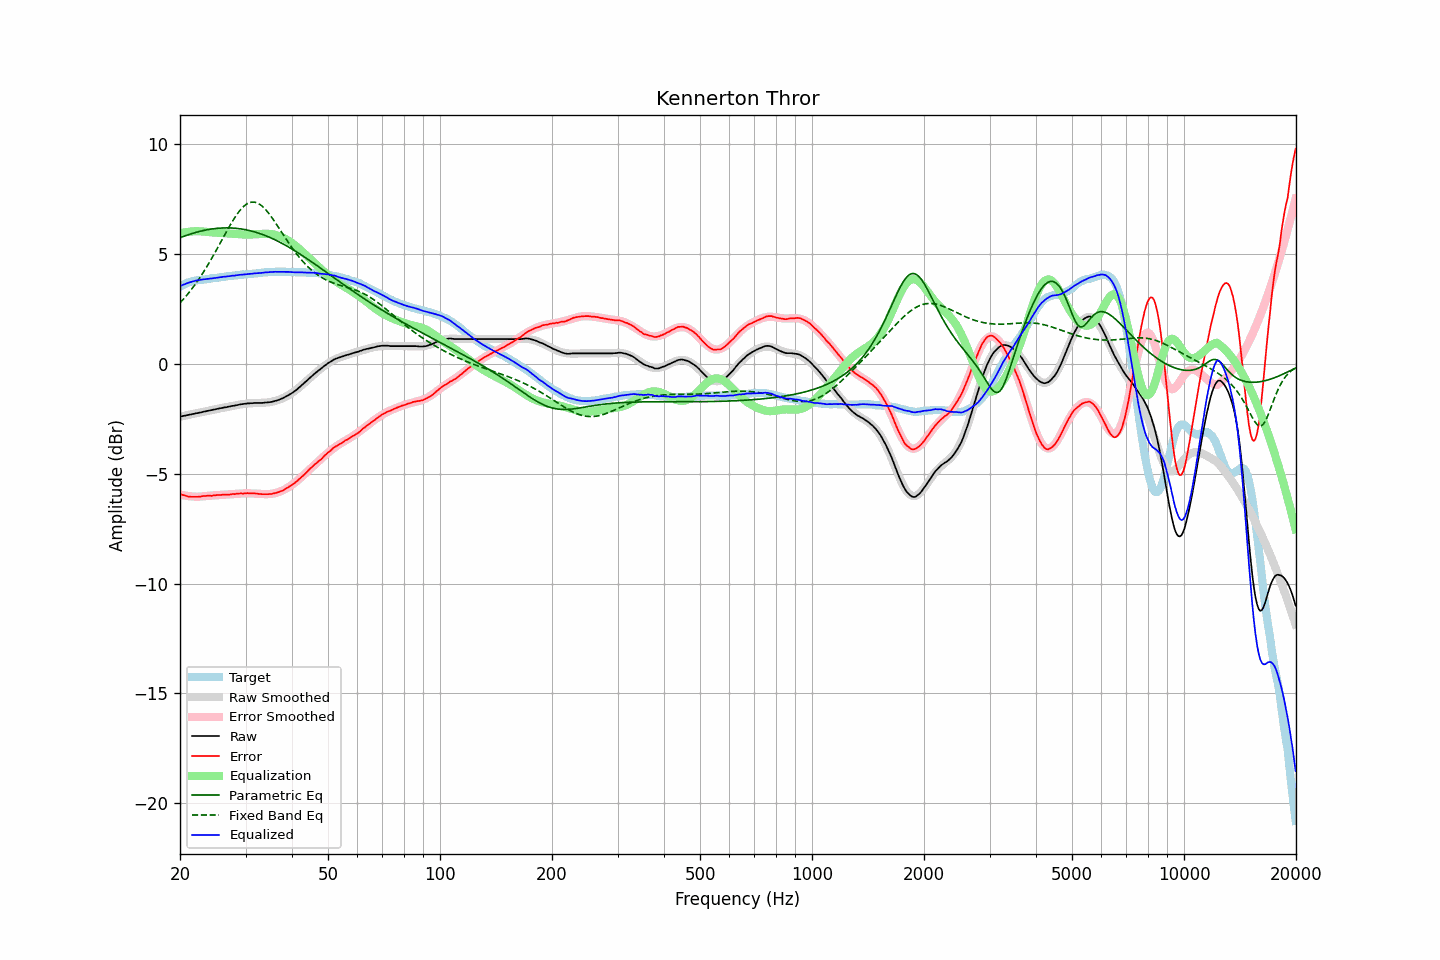 Kennerton Thror
10
5
0
−5
−10
−15
−20
Amplitude (dBr)
Target
Raw Smoothed
Error Smoothed
Raw
Error
Equalization
Parametric Eq
Fixed Band Eq
Equalized
20 50 100 200 500 1000 2000 5000 10000 20000
Frequency (Hz)